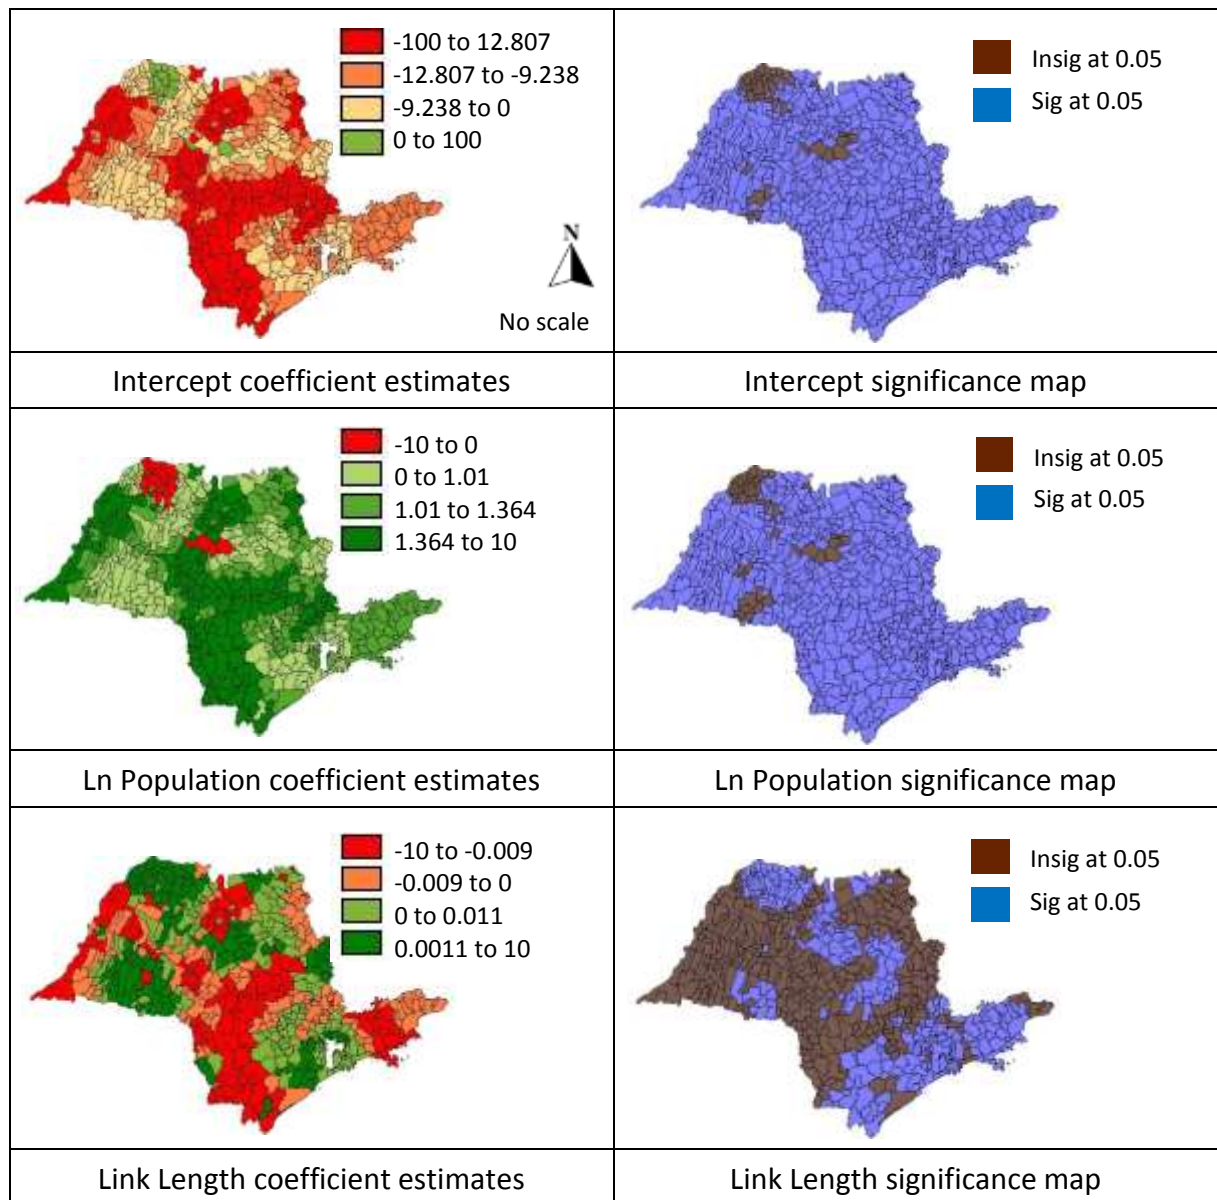 -100 to 12.807
-12.807 to -9.238
-9.238 to 0
0 to 100
N
No scale
Insig at 0.05
Sig at 0.05
Intercept coefficient estimates
Intercept significance map
-10 to 0
0 to 1.01
1.01 to 1.364
1.364 to 10
Insig at 0.05
Sig at 0.05
Ln Population coefficient estimates
Ln Population significance map
-10 to -0.009
-0.009 to 0
0 to 0.011
0.0011 to 10
Insig at 0.05
Sig at 0.05
Link Length coefficient estimates
Link Length significance map